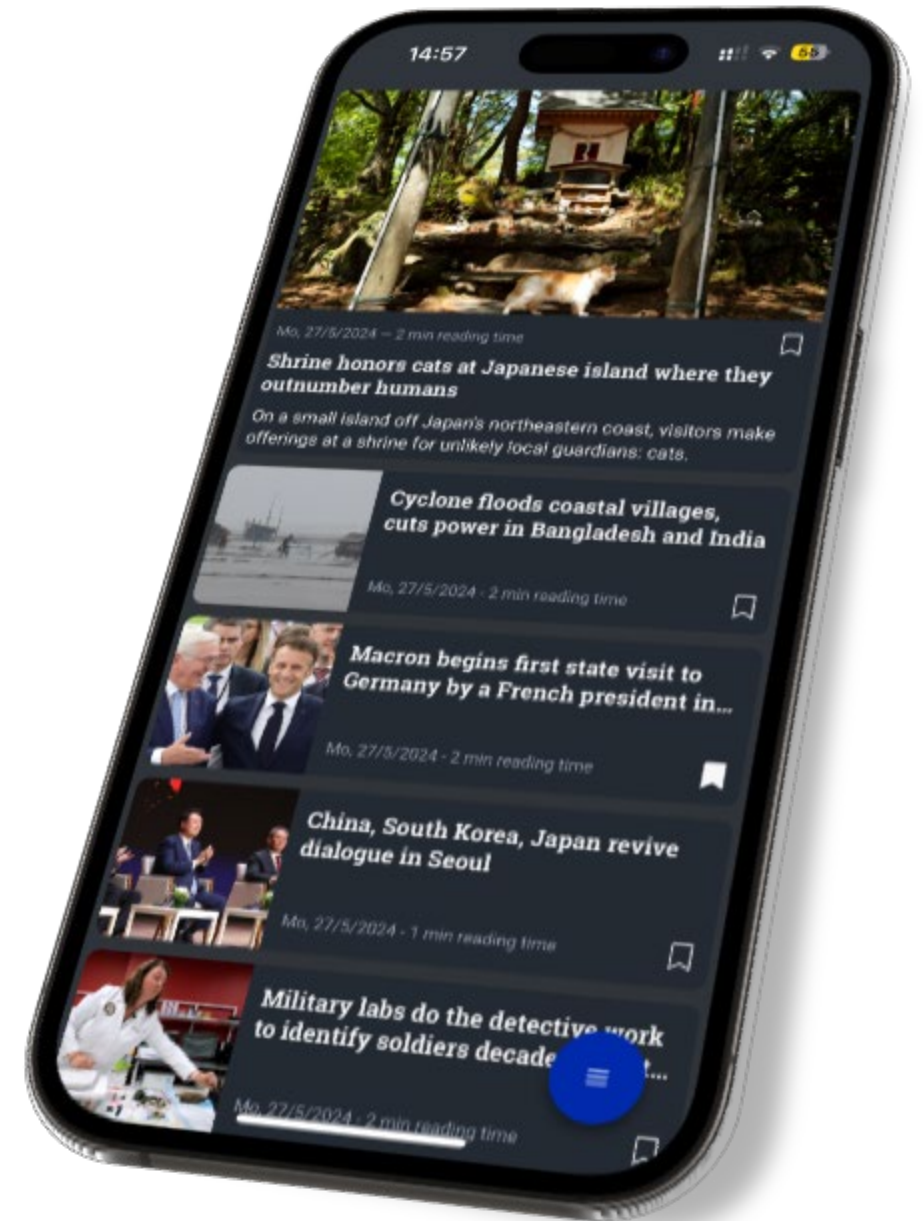 14:57
55
Mo, 27/5/2024 — 2 min reading time
Shrine honors cats at Japanese island where they
outnumber humans
On a small island off Japan's northeastern coast, visitors make
offerings at a shrine for unlikely local guardians: cats.
Cyclone floods coastal villages,
cuts power in Bangladesh and India
Mo, 27/5/2024 - 2 min reading time
Macron begins first state visit to
Germany by a French president in...
Mo, 27/5/2024 - 2 min reading time
China, South Korea, Japan revive
dialogue in Seoul
Mo, 27/5/2024 - 1 min reading time
Military labs do the detective work
to identify soldiers decade
Mo, 27/5/2024 - 2 min reading time